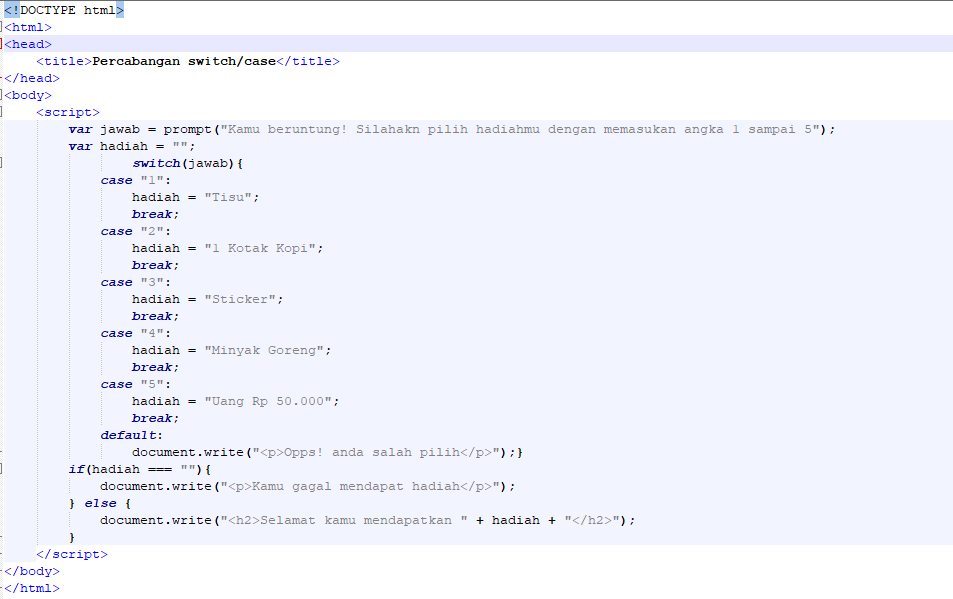 <!DOCTYPE html>
<html>
<head>
    <title>Percabangan switch/case</title>
</head>
<body>
    <script>
        var jawab = prompt("Kamu beruntung! Silahakn pilih hadiahmu dengan memasukan angka 1 sampai 5");
        var hadiah = "";
                switch(jawab){
            case "1":
                hadiah = "Tisu";
                break;
            case "2":
                hadiah = "1 Kotak Kopi";
                break;
            case "3":
                hadiah = "Sticker";
                break;
            case "4":
                hadiah = "Minyak Goreng";
                break;
            case "5":
                hadiah = "Uang Rp 50.000";
                break;
            default:
                document.write("<p>Opps! anda salah pilih</p>");}
        if(hadiah === ""){
            document.write("<p>Kamu gagal mendapat hadiah</p>");
        } else {
            document.write("<h2>Selamat kamu mendapatkan " + hadiah + "</h2>");
        }
    </script>
</body>
</html>